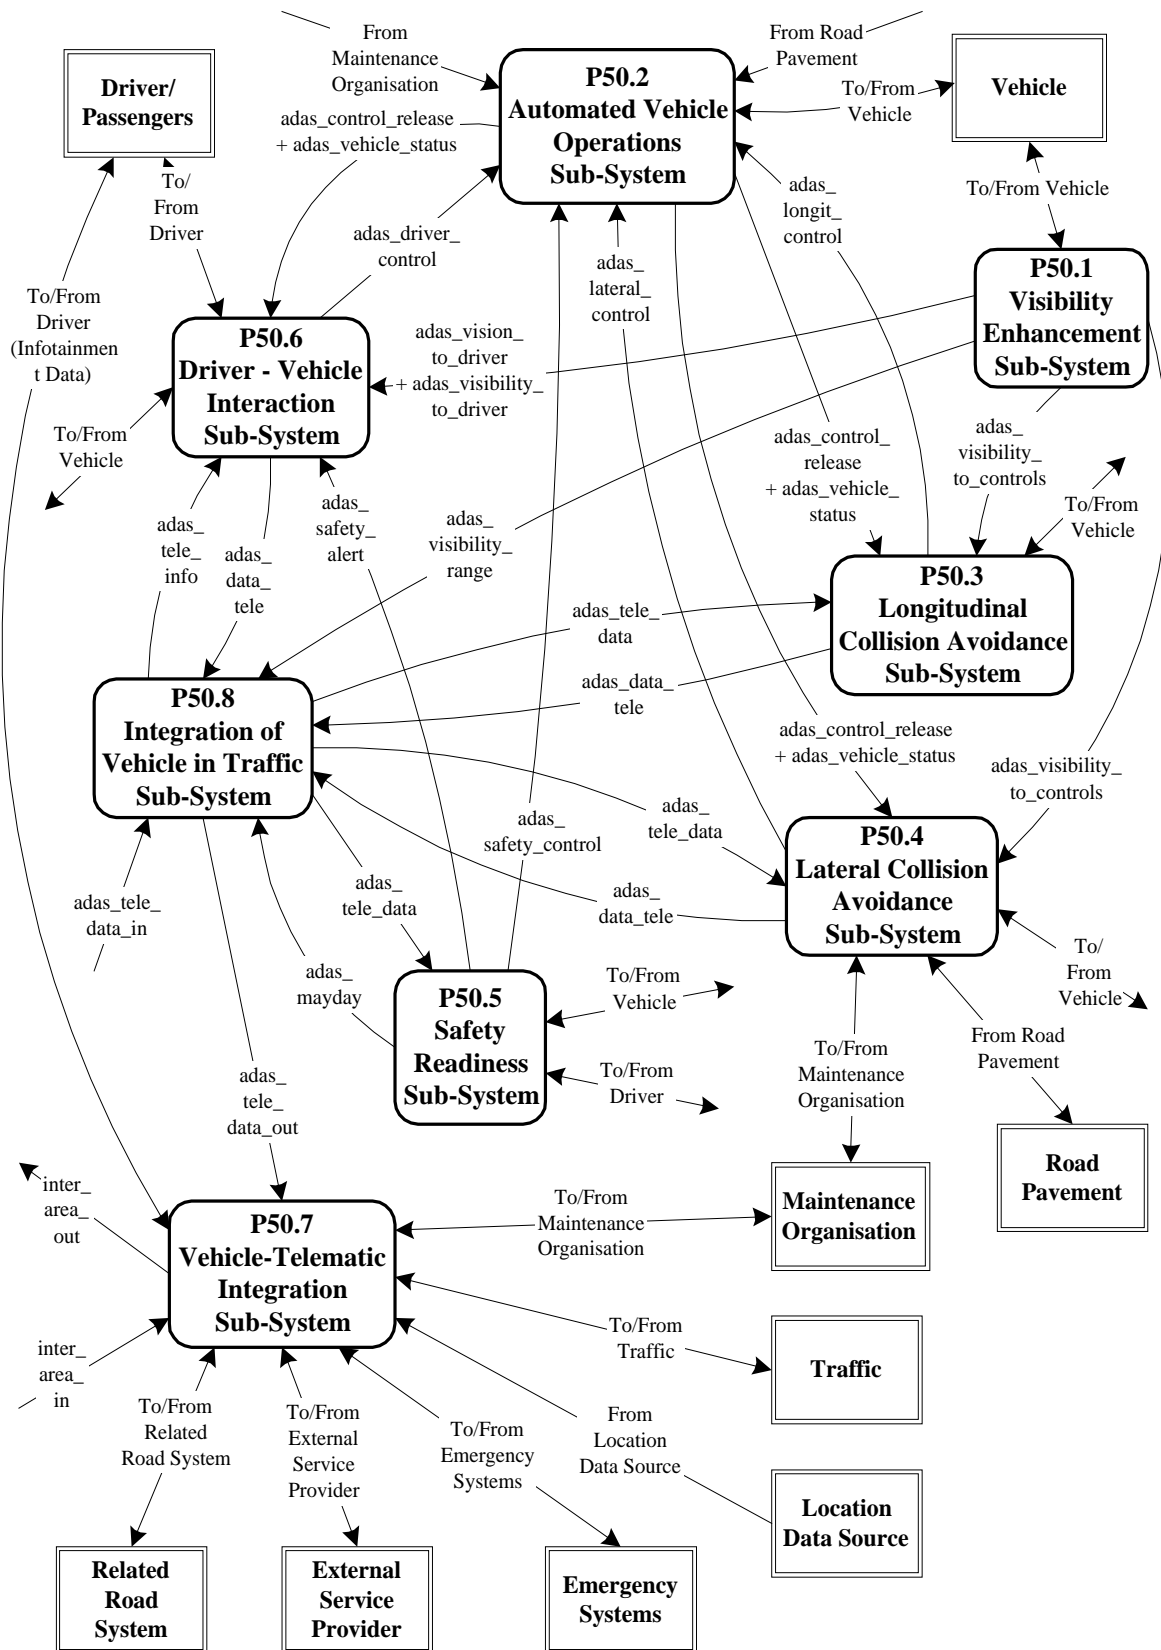 From
Maintenance
Organisation
From Road
Pavement
Driver/
Passengers
P50.2
Automated Vehicle
Operations
Sub-System
To/From
Vehicle
Vehicle
adas_control_release
+ adas_vehicle_status
To/
From
Driver
adas_driver_
control
adas_
longit_
control
To/From Vehicle
adas_
lateral_
control
P50.1
Visibility
Enhancement
Sub-System
To/From
Driver
(Infotainmen
t Data)
P50.6
Driver - Vehicle
Interaction
Sub-System
adas_vision_
to_driver
+ adas_visibility_
to_driver
To/From
Vehicle
adas_control_
release
+ adas_vehicle_
status
adas_
visibility_
to_controls
To/From
Vehicle
adas_
tele_
info
adas_
data_
tele
adas_
safety_
alert
adas_
visibility_
range
P50.3
Longitudinal
Collision Avoidance
Sub-System
adas_tele_
data
adas_data_
tele
P50.8
Integration of
Vehicle in Traffic
Sub-System
adas_control_release
+ adas_vehicle_status
adas_visibility_
to_controls
adas_
tele_data
adas_
safety_control
P50.4
Lateral Collision
Avoidance
Sub-System
adas_tele_
data_in
adas_
tele_data
adas_
data_tele
To/
From
Vehicle
adas_
mayday
P50.5
Safety
Readiness
Sub-System
To/From
Vehicle
To/From
Driver
To/From
Maintenance
Organisation
From Road
Pavement
adas_
tele_
data_out
Road
Pavement
inter_
area_
out
P50.7
Vehicle-Telematic
Integration
Sub-System
To/From
Maintenance
Organisation
Maintenance
Organisation
To/From
Traffic
Traffic
inter_
area_
in
To/From
Related
Road System
To/From
External
Service
Provider
To/From
Emergency
Systems
From
Location
Data Source
Location
Data Source
Related
Road
System
External
Service
Provider
Emergency
Systems